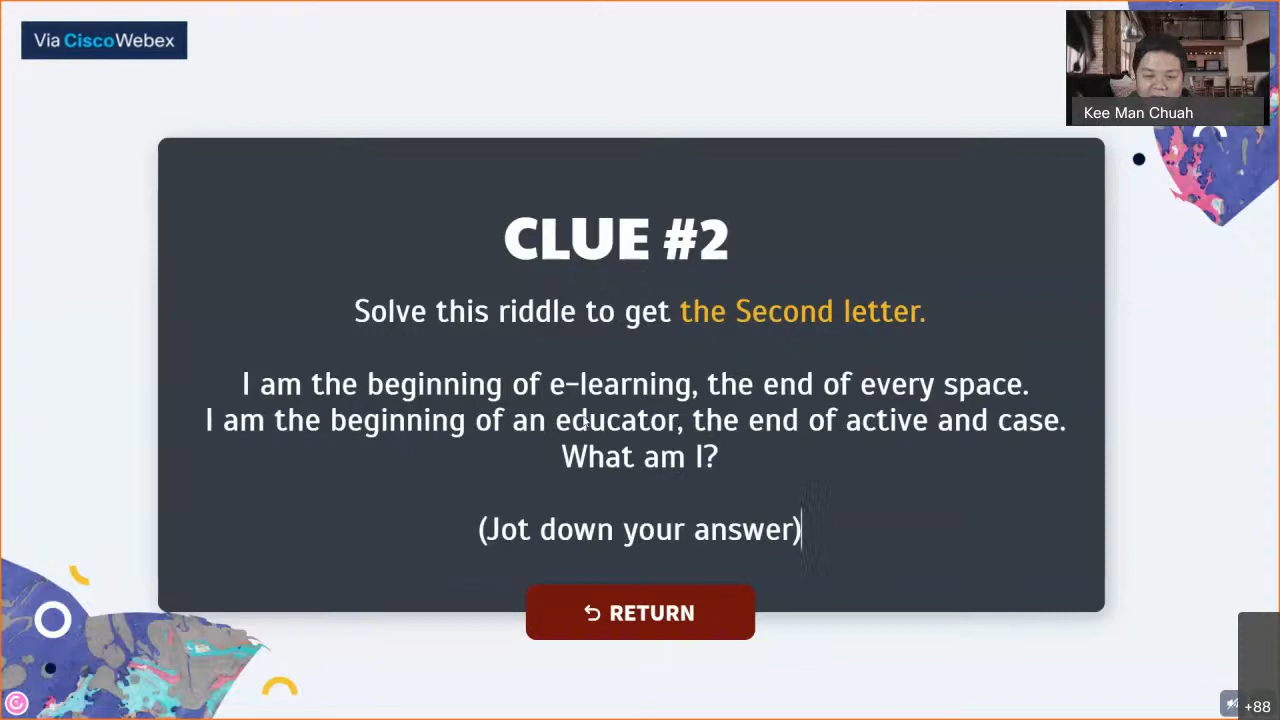 Via CiscoWebex
Kee Man Chuah
CLUE #2
Solve this riddle to get the Second letter.
I am the beginning of e-learning, the end of every space.
I am the beginning of an educator, the end of active and case.
What am I?
(Jot down your answer)
RETURN
+88